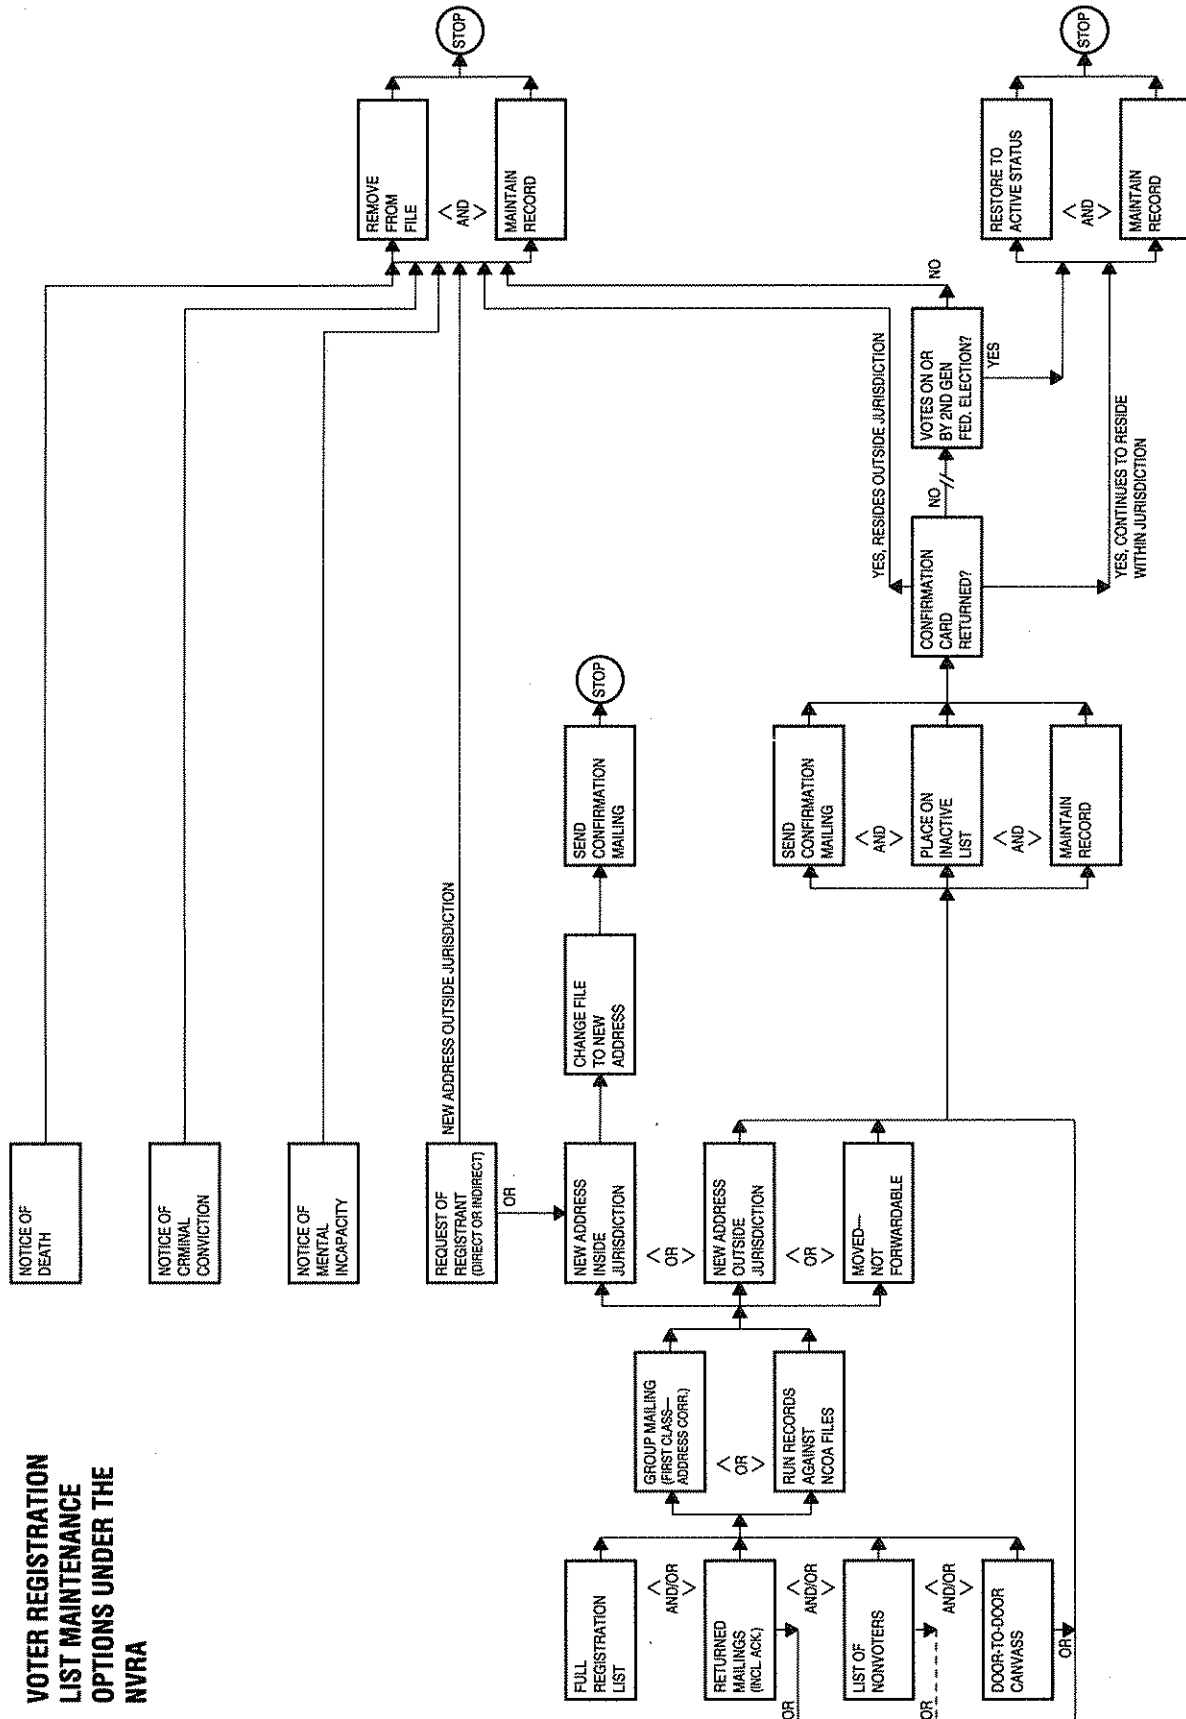 VOTER REGISTRATION
LIST MAINTENANCE
OPTIONS UNDER THE
NVRA
NOTICE OF
DEATH
NOTICE OF
CRMINAL
CONVICTION
NOTICE OF
MENTAL
INCAPACITY
REQUEST OF
REGISTRANT
(DIRECT OR INDIRECT)
NEW ADDRESS OUTSIDE JURISDICTION
OR
REMOVE
FROM
FILE
AND
MAINTAIN
RECORD
STOP
FULL
REGISTRATION
LIST
AND/OR
RETURNED
MAILINGS
(INCL. ACK.)
OR
AND/OR
LIST OF
NONVOTERS
OR
AND/OR
DOOR-TO-DOOR
CANVASS
OR
GROUP MAILING
(FIRST CLASS—
ADDRESS CORR.)
OR
RUN RECORDS
AGAINST
NCOA FILES
NEW ADDRESS
INSIDE
JURISDICTION
OR
NEW ADDRESS
OUTSIDE
JURISDICTION
OR
MOVED—
NOT
FORWARDABLE
CHANGE FILE
TO NEW
ADDRESS
SEND
CONFIRMATION
MAILING
STOP
SEND
CONFIRMATION
MAILING
AND
PLACE ON
INACTIVE
LIST
AND
MAINTAIN
RECORD
CONFIRMATION
CARD
RETURNED?
YES, RESIDES OUTSIDE JURISDICTION
NO
YES, CONTINUES TO RESIDE
WITHIN JURISDICTION
VOTES ON OR
BY 2ND GEN
FED. ELECTION?
NO
YES
RESTORE TO
ACTIVE STATUS
AND
MAINTAIN
RECORD
STOP